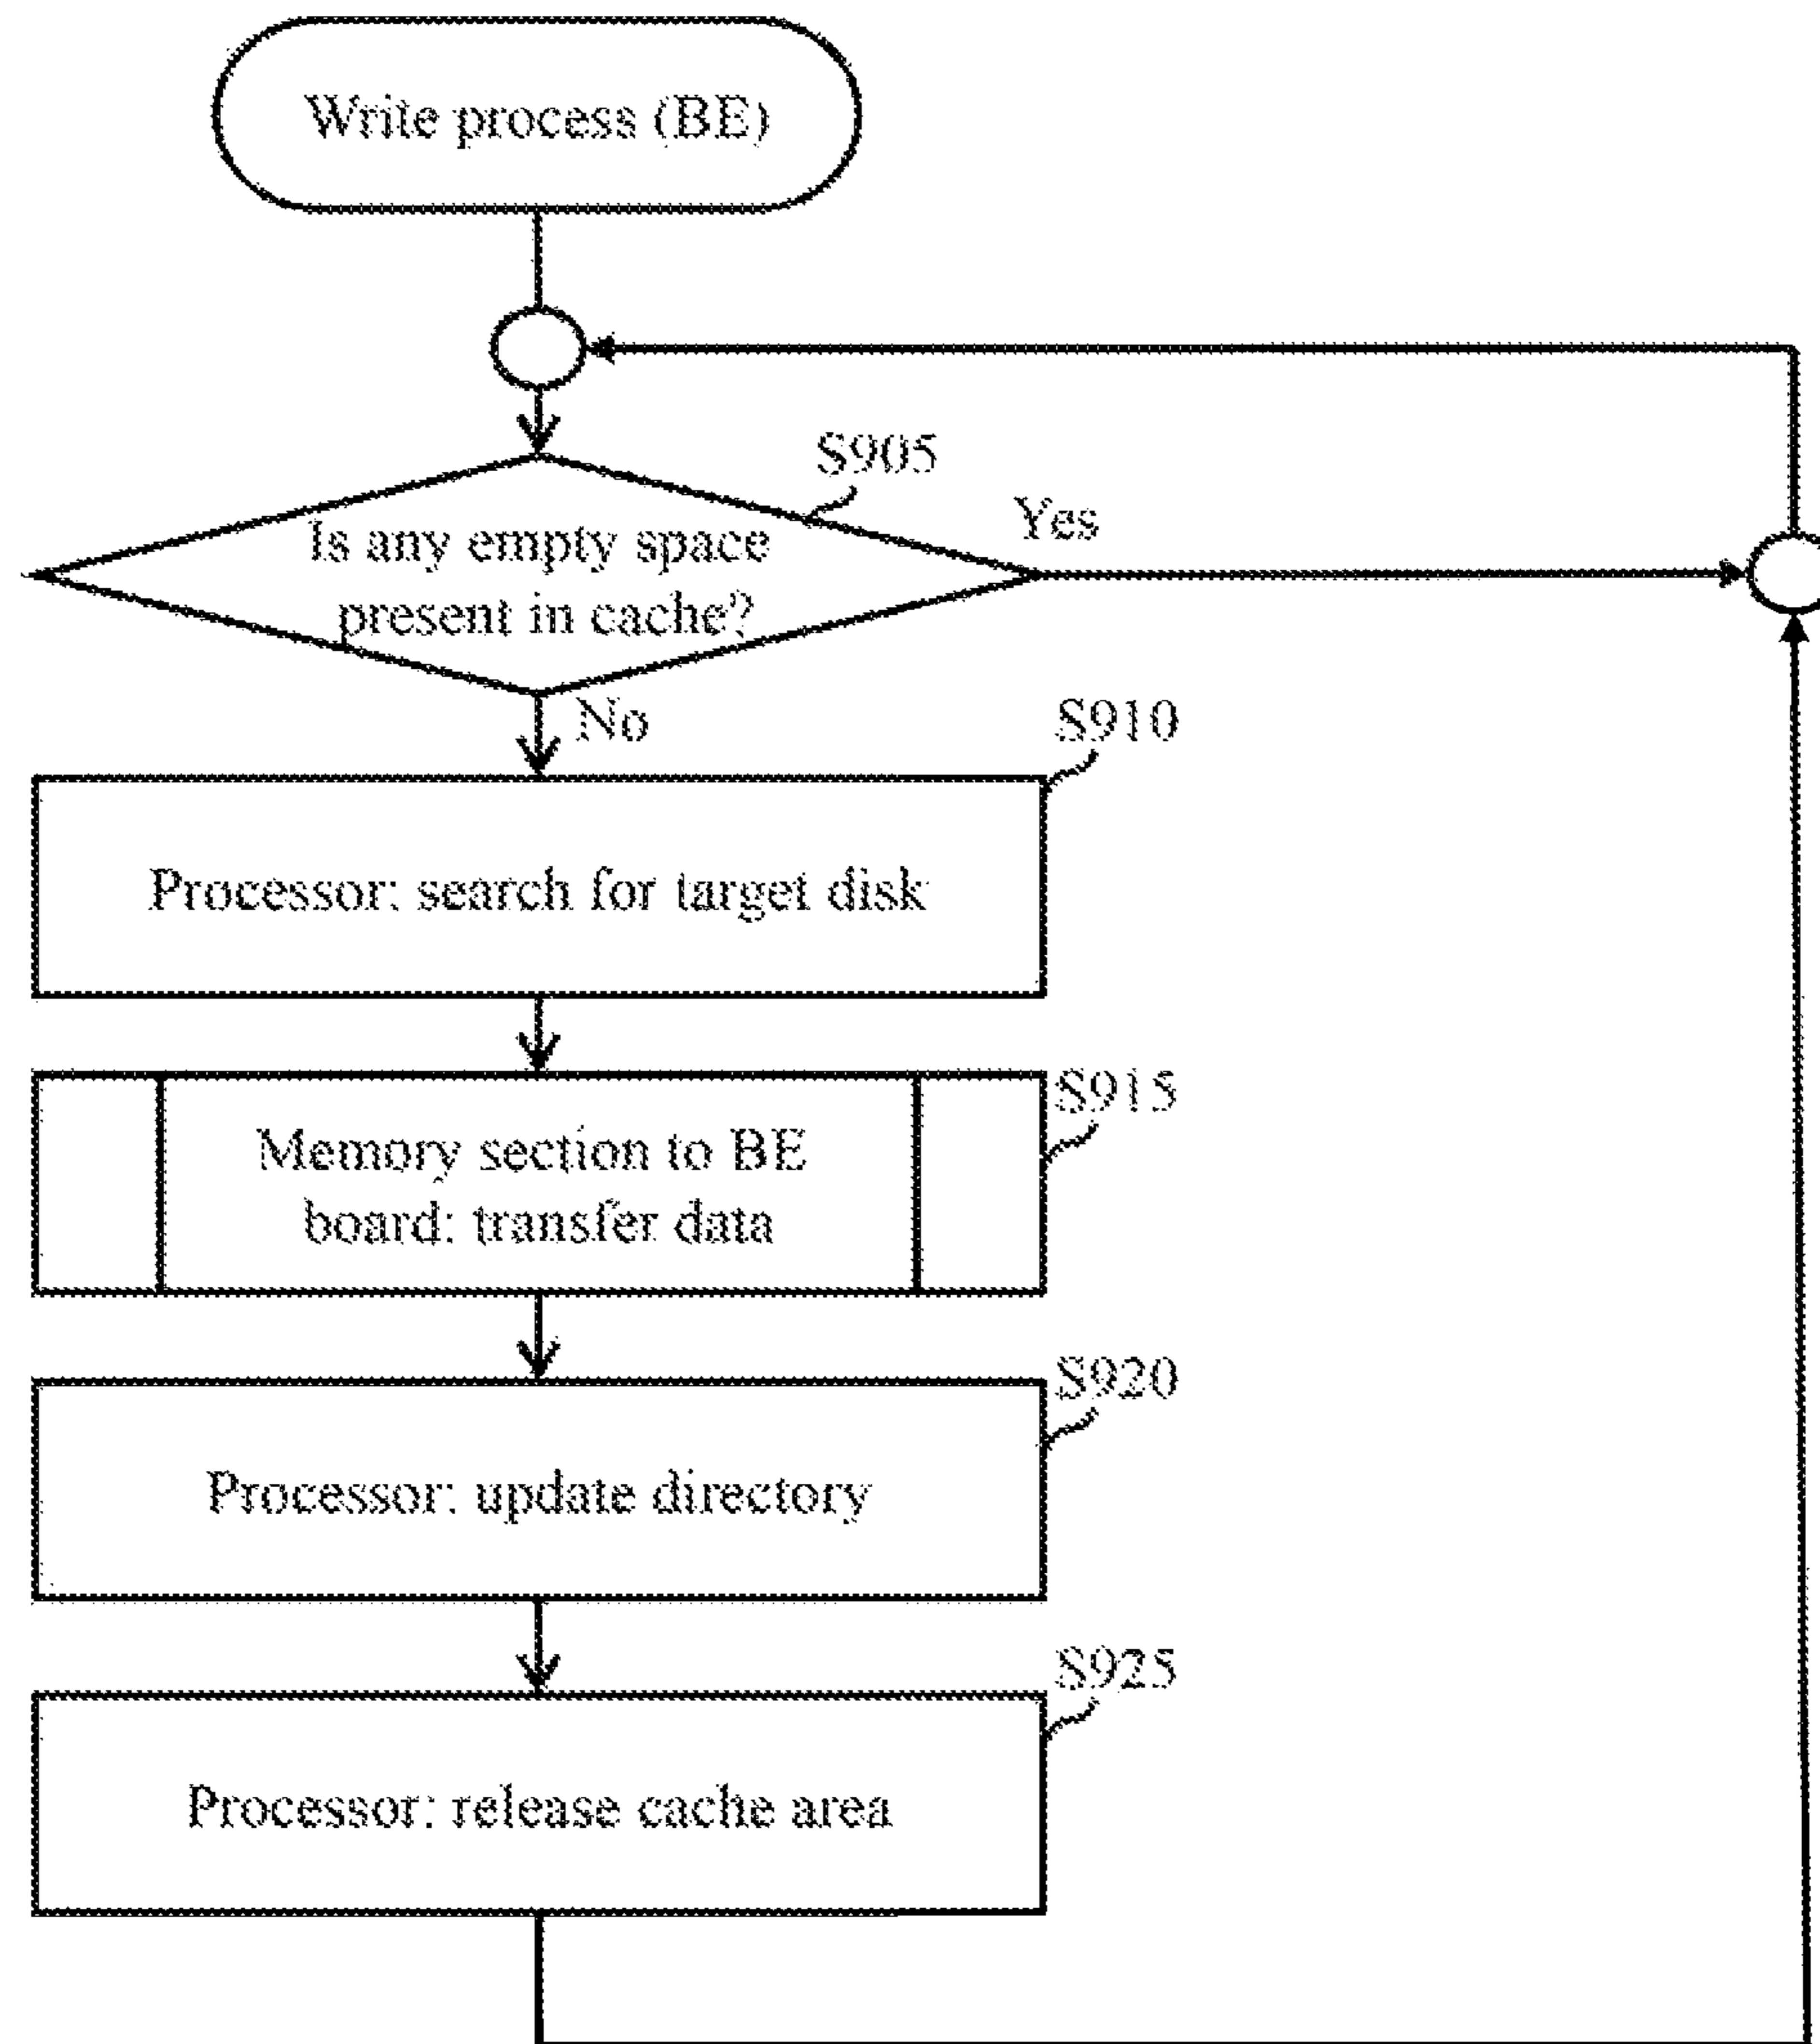 Write process (BE)
S905
Yes
Is any empty space
present in cache?
No
S910
Processor: search for target disk
S915
Memory section to BE
board: transfer data
S920
Processor: update directory
S925
Processor: release cache area